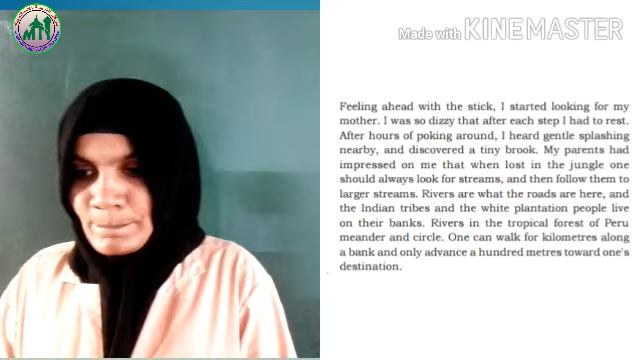 Made with KINEMASTER
Feeling ahead with the stick, I started looking for my
mother. I was so dizzy that after each step I had to rest.
After hours of poking around, I heard gentle splashing
nearby, and discovered a tiny brook. My parents had
impressed on me that when lost in the jungle one
should always look for streams, and then follow them to
larger streams. Rivers are what the roads are here, and
the Indian tribes and the white plantation people live
on their banks. Rivers in the tropical forest of Peru
meander and circle. One can walk for kilometres along
a bank and only advance a hundred metres toward one's
destination.